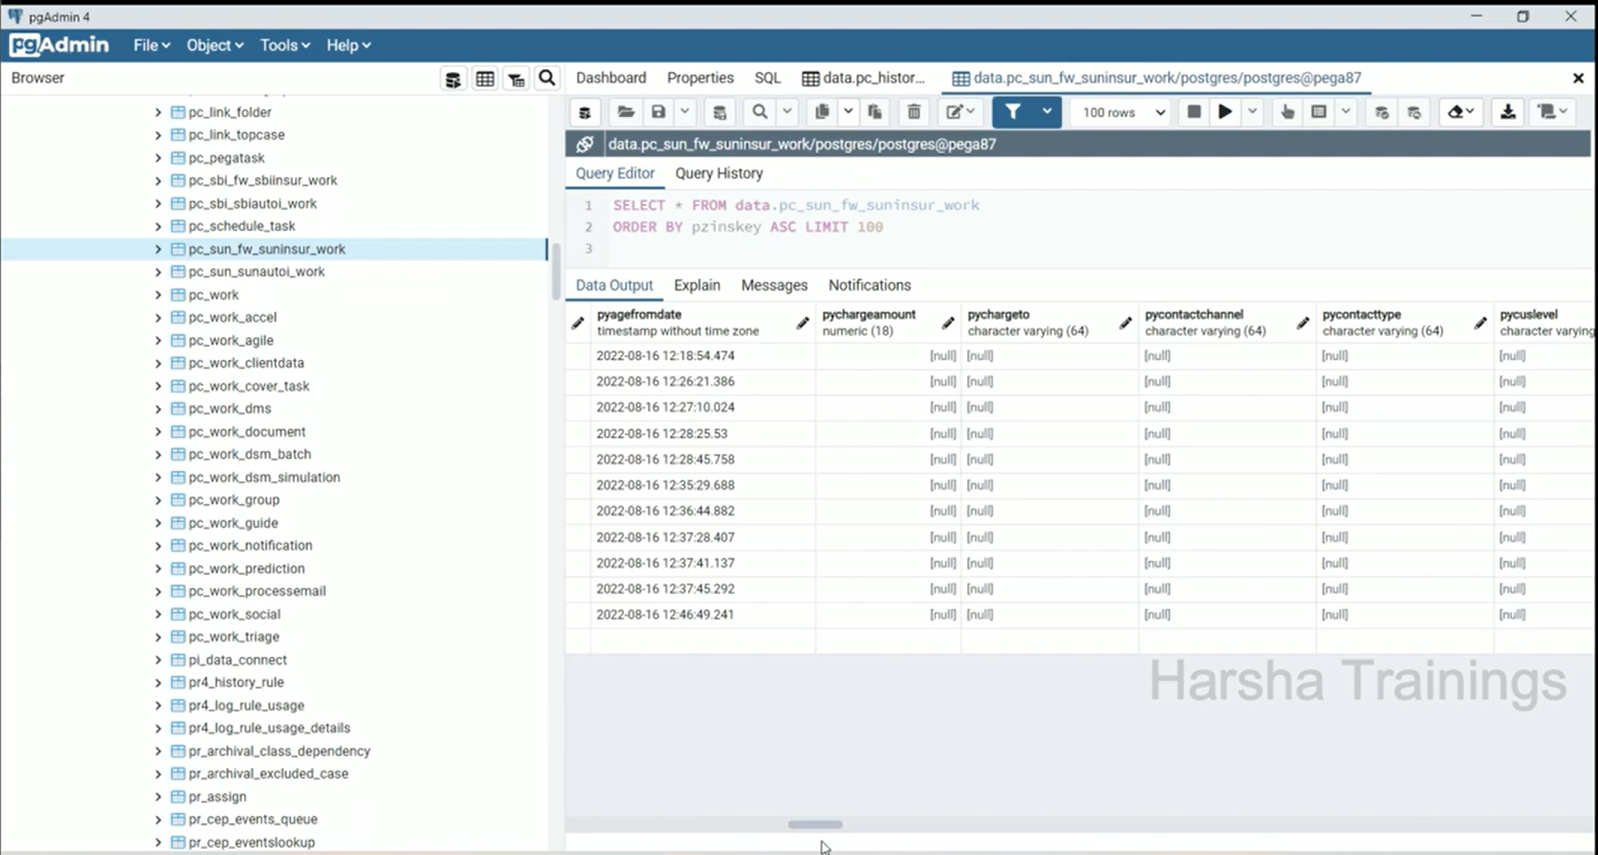 pgAdmin 4
pgAdmin File Object Tools Help
Browser
Dashboard Properties SQL data.pc_histor... data.pc_sun_fw_suninsur_work/postgres/postgres@pega87
100 rows
data.pc_sun_fw_suninsur_work/postgres/postgres@pega87
Query Editor Query History
1 SELECT * FROM data.pc_sun_fw_suninsur_work
2 ORDER BY pzinskey ASC LIMIT 100
3
Data Output Explain Messages Notifications
pyagefromdate pychargeamount pychargeto pycontactchannel pycontacttype pycuslevel
timestamp without time zone numeric (18) character varying (64) character varying (64) character varying (64) character varying
2022-08-16 12:18:54.474 [null] [null] [null] [null] [null]
2022-08-16 12:26:21.386 [null] [null] [null] [null] [null]
2022-08-16 12:27:10.024 [null] [null] [null] [null] [null]
2022-08-16 12:28:25.53 [null] [null] [null] [null] [null]
2022-08-16 12:28:45.758 [null] [null] [null] [null] [null]
2022-08-16 12:35:29.688 [null] [null] [null] [null] [null]
2022-08-16 12:36:44.882 [null] [null] [null] [null] [null]
2022-08-16 12:37:28.407 [null] [null] [null] [null] [null]
2022-08-16 12:37:41.137 [null] [null] [null] [null] [null]
2022-08-16 12:37:45.292 [null] [null] [null] [null] [null]
2022-08-16 12:46:49.241 [null] [null] [null] [null] [null]
Harsha Trainings
pc_link_folder
pc_link_topcase
pc_pegatask
pc_sbi_fw_sbiinsur_work
pc_sbi_sbiautoi_work
pc_schedule_task
pc_sun_fw_suninsur_work
pc_sun_sunautoi_work
pc_work
pc_work_accel
pc_work_agile
pc_work_clientdata
pc_work_cover_task
pc_work_dms
pc_work_document
pc_work_dsm_batch
pc_work_dsm_simulation
pc_work_group
pc_work_guide
pc_work_notification
pc_work_prediction
pc_work_processemail
pc_work_social
pc_work_triage
pi_data_connect
pr4_history_rule
pr4_log_rule_usage
pr4_log_rule_usage_details
pr_archival_class_dependency
pr_archival_excluded_case
pr_assign
pr_cep_events_queue
pr_cep_eventslookup